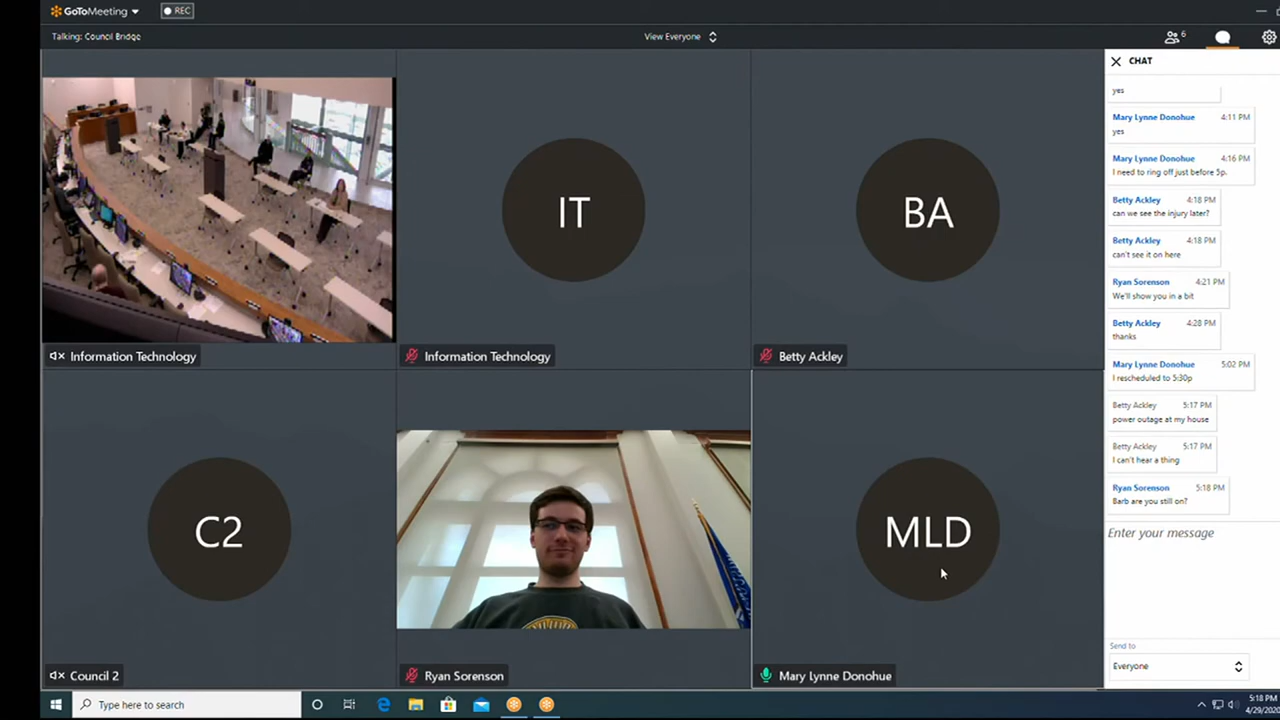 GoToMeeting
REC
Talking: Council Bridge
View Everyone
6
CHAT
yes
Mary Lynne Donohue 4:11 PM
yes
Mary Lynne Donohue 4:16 PM
I need to ring off just before 5p.
Betty Ackley 4:18 PM
can we see the injury later?
Betty Ackley 4:18 PM
can't see it on here
Ryan Sorenson 4:21 PM
We'll show you in a bit
Betty Ackley 4:28 PM
thanks
Mary Lynne Donohue 5:02 PM
I rescheduled to 5:30p
Betty Ackley 5:17 PM
power outage at my house
Betty Ackley 5:17 PM
I can't hear a thing
Ryan Sorenson 5:18 PM
Barb are you still on?
Enter your message
Send to
Everyone
IT
BA
Information Technology
Information Technology
Betty Ackley
C2
MLD
Council 2
Ryan Sorenson
Mary Lynne Donohue
Type here to search
5:18 PM
4/29/2020